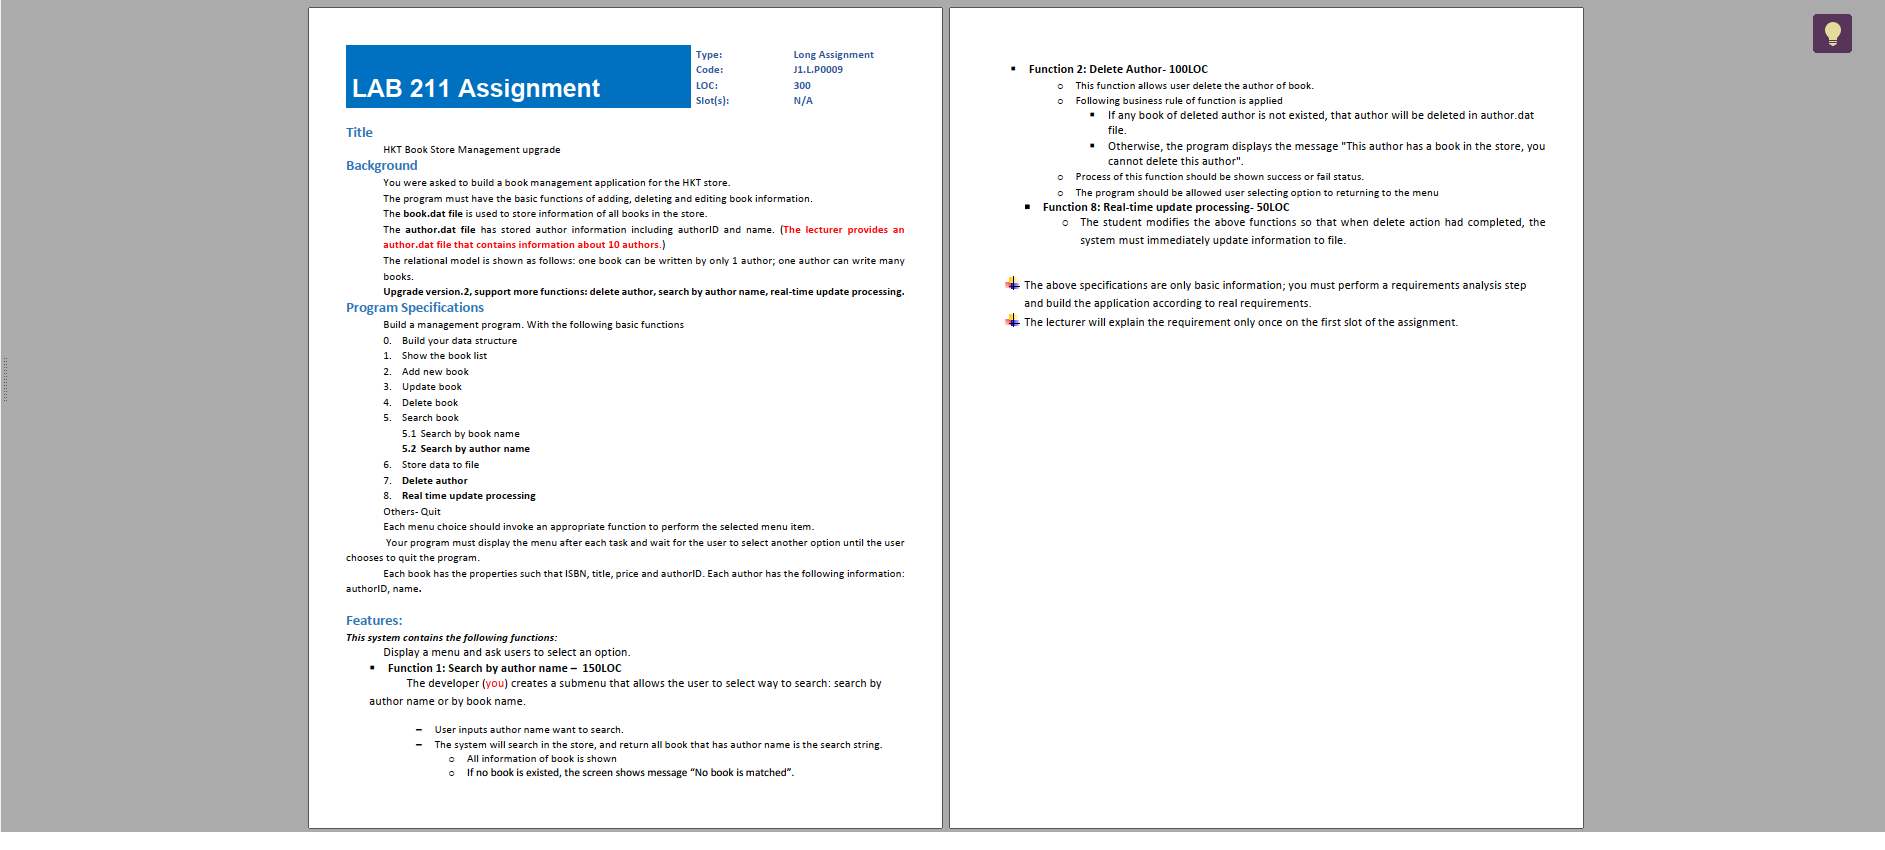 LAB 211 Assignment
Type: Long Assignment
Code: J1.L.P0009
LOC: 300
Slot(s): N/A
Title
HKT Book Store Management upgrade
Background
You were asked to build a book management application for the HKT store.
The program must have the basic functions of adding, deleting and editing book information.
The book.dat file is used to store information of all books in the store.
The author.dat file has stored author information including authorID and name. (The lecturer provides an
author.dat file that contains information about 10 authors.)
The relational model is shown as follows: one book can be written by only 1 author; one author can write many
books.
Upgrade version.2, support more functions: delete author, search by author name, real-time update processing.
Program Specifications
Build a management program. With the following basic functions
0. Build your data structure
1. Show the book list
2. Add new book
3. Update book
4. Delete book
5. Search book
5.1 Search by book name
5.2 Search by author name
6. Store data to file
7. Delete author
8. Real time update processing
Others- Quit
Each menu choice should invoke an appropriate function to perform the selected menu item.
Your program must display the menu after each task and wait for the user to select another option until the user
chooses to quit the program.
Each book has the properties such that ISBN, title, price and authorID. Each author has the following information:
authorID, name.
Features:
This system contains the following functions:
Display a menu and ask users to select an option.
▪ Function 1: Search by author name – 150LOC
The developer (you) creates a submenu that allows the user to select way to search: search by
author name or by book name.
– User inputs author name want to search.
– The system will search in the store, and return all book that has author name is the search string.
o All information of book is shown
o If no book is existed, the screen shows message “No book is matched”.
▪ Function 2: Delete Author- 100LOC
o This function allows user delete the author of book.
o Following business rule of function is applied
▪ If any book of deleted author is not existed, that author will be deleted in author.dat
file.
▪ Otherwise, the program displays the message "This author has a book in the store, you
cannot delete this author".
o Process of this function should be shown success or fail status.
o The program should be allowed user selecting option to returning to the menu
▪ Function 8: Real-time update processing- 50LOC
o The student modifies the above functions so that when delete action had completed, the
system must immediately update information to file.
The above specifications are only basic information; you must perform a requirements analysis step
and build the application according to real requirements.
The lecturer will explain the requirement only once on the first slot of the assignment.